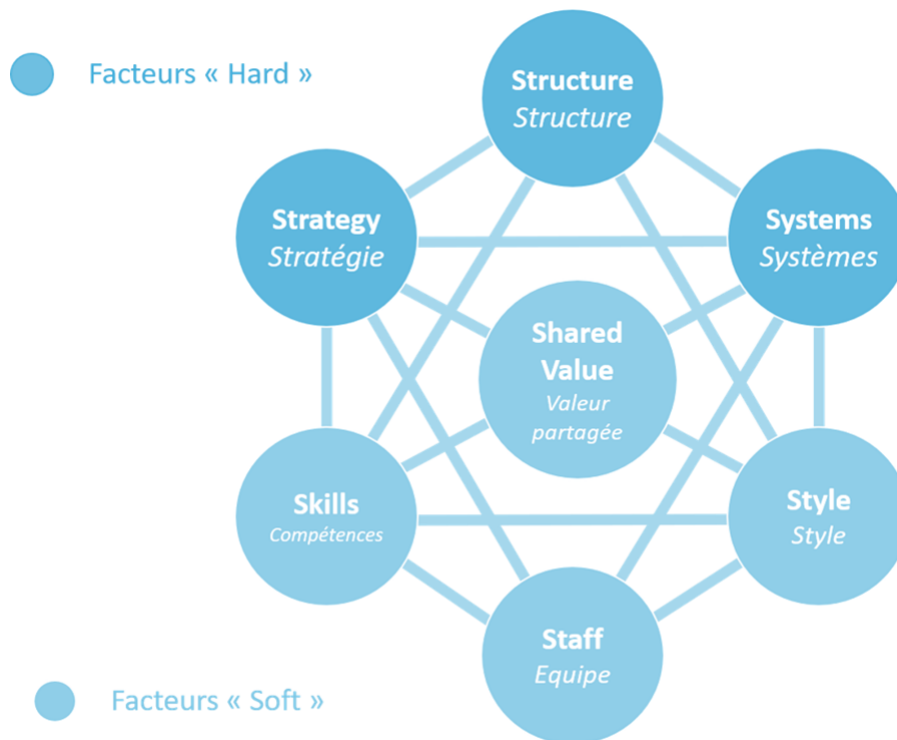 Facteurs « Hard »
Structure
Structure
Strategy
Stratégie
Systems
Systèmes
Shared
Value
Valeur
partagée
Skills
Compétences
Style
Style
Staff
Equipe
Facteurs « Soft »